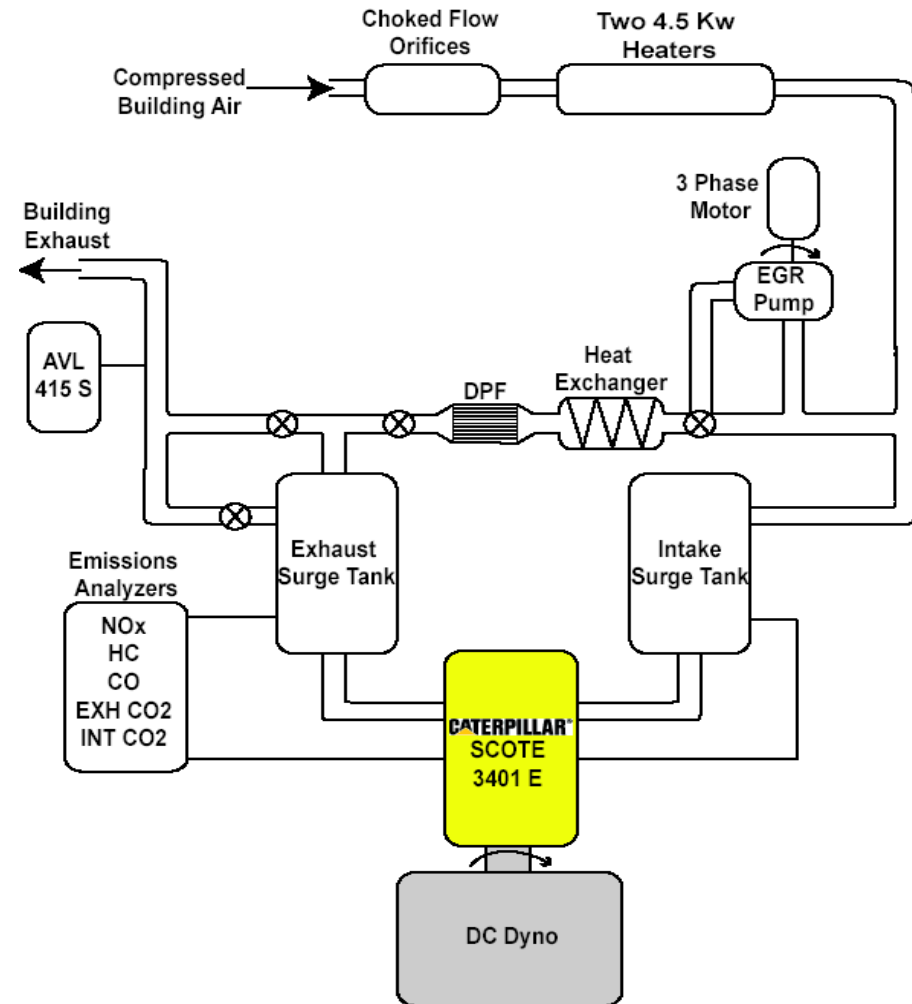 Choked Flow
Orifices
Two 4.5 Kw
Heaters
Compressed
Building Air
3 Phase
Motor
Building
Exhaust
EGR
Pump
AVL
415 S
DPF
Heat
Exchanger
Exhaust
Surge Tank
Intake
Surge Tank
Emissions
Analyzers
NOx
HC
CO
EXH CO2
INT CO2
CATERPILLAR®
SCOTE
3401 E
DC Dyno